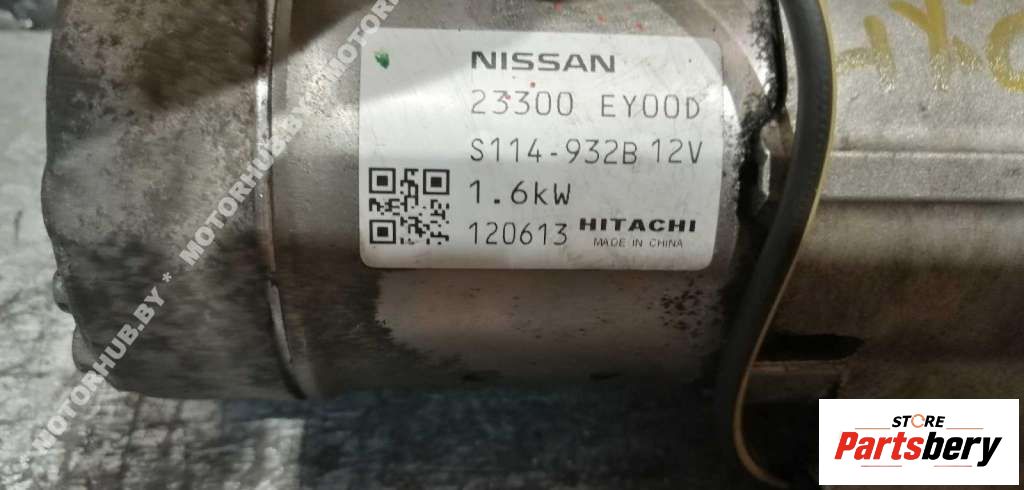 NISSAN
23300 EY00D
S114-932B 12V
1.6kW
120613 HITACHI
MADE IN CHINA
MOTORHUB.BY * MOTORHUB.BY * MOTORHUB
STORE
Partsbery